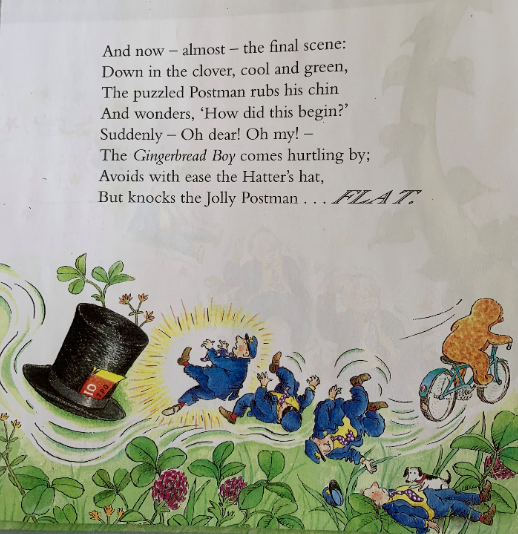 And now – almost – the final scene:
Down in the clover, cool and green,
The puzzled Postman rubs his chin
And wonders, ‘How did this begin?’
Suddenly – Oh dear! Oh my! –
The Gingerbread Boy comes hurtling by;
Avoids with ease the Hatter’s hat,
But knocks the Jolly Postman . . . FLAT.